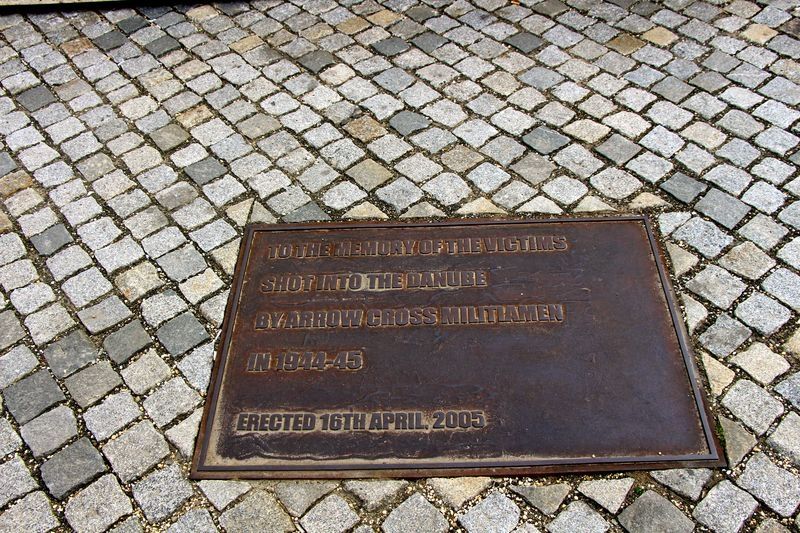 TO THE MEMORY OF THE VICTIMS
SHOT INTO THE DANUBE
BY ARROW CROSS MILITIAMEN
IN 1944-45
ERECTED 16TH APRIL, 2005